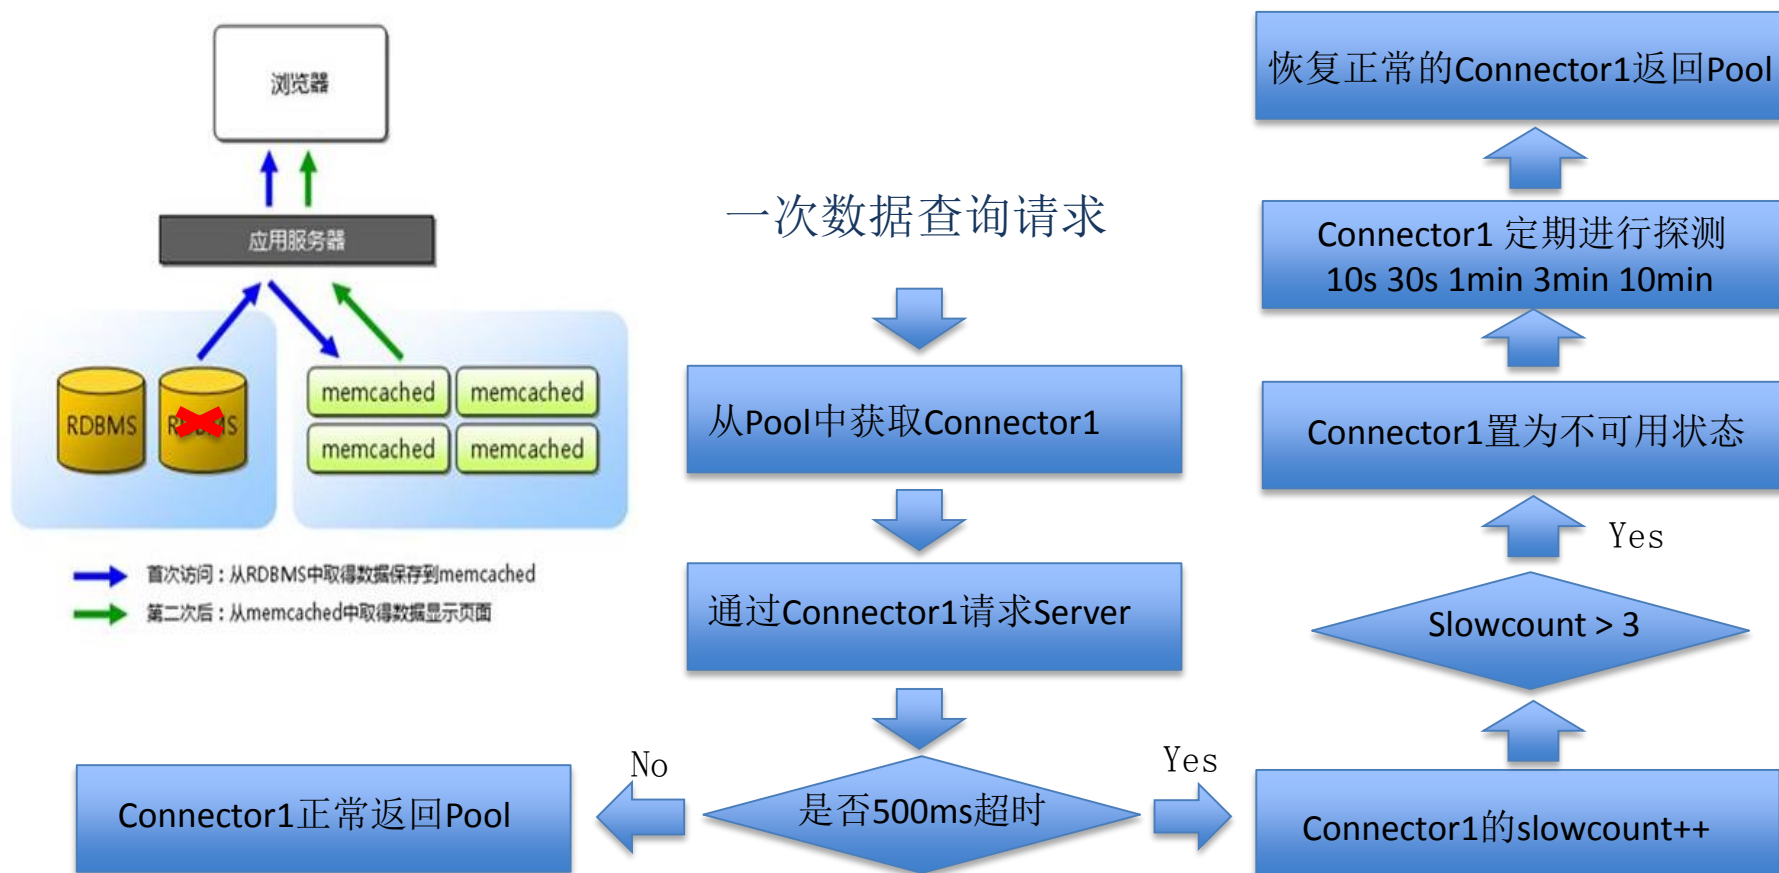 浏览器
应用服务器
RDBMS
memcached
memcached
memcached
memcached
首次访问：从RDBMS中取得数据保存到memcached
第二次后：从memcached中取得数据显示页面
一次数据查询请求
从Pool中获取Connector1
通过Connector1请求Server
是否500ms超时
No
Connector1正常返回Pool
Yes
Connector1的slowcount++
Slowcount > 3
Yes
Connector1置为不可用状态
Connector1 定期进行探测
10s 30s 1min 3min 10min
恢复正常的Connector1返回Pool